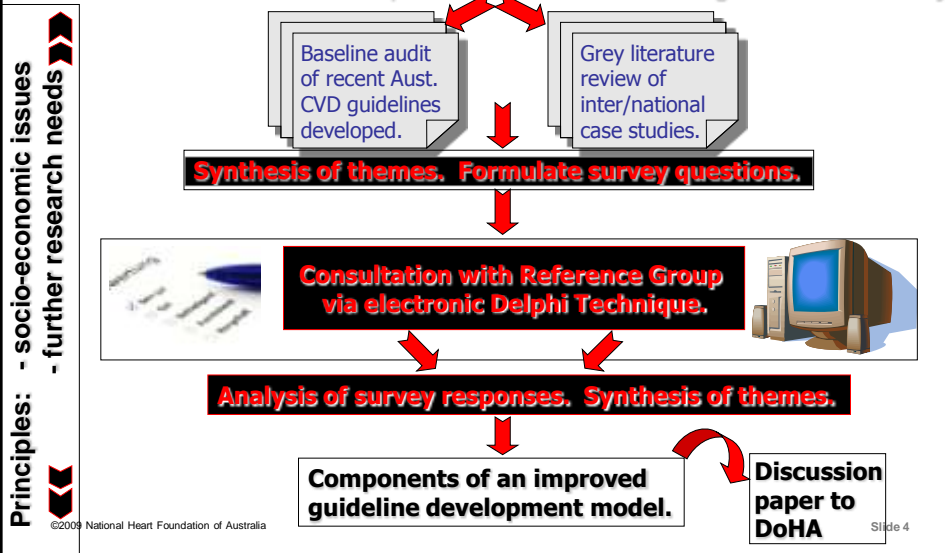 Principles: - socio-economic issues
- further research needs
Baseline audit
of recent Aust.
CVD guidelines
developed.
Grey literature
review of
inter/national
case studies.
Synthesis of themes. Formulate survey questions.
Consultation with Reference Group
via electronic Delphi Technique.
Analysis of survey responses. Synthesis of themes.
Components of an improved
guideline development model.
Discussion
paper to
DoHA
©2009 National Heart Foundation of Australia
Slide 4